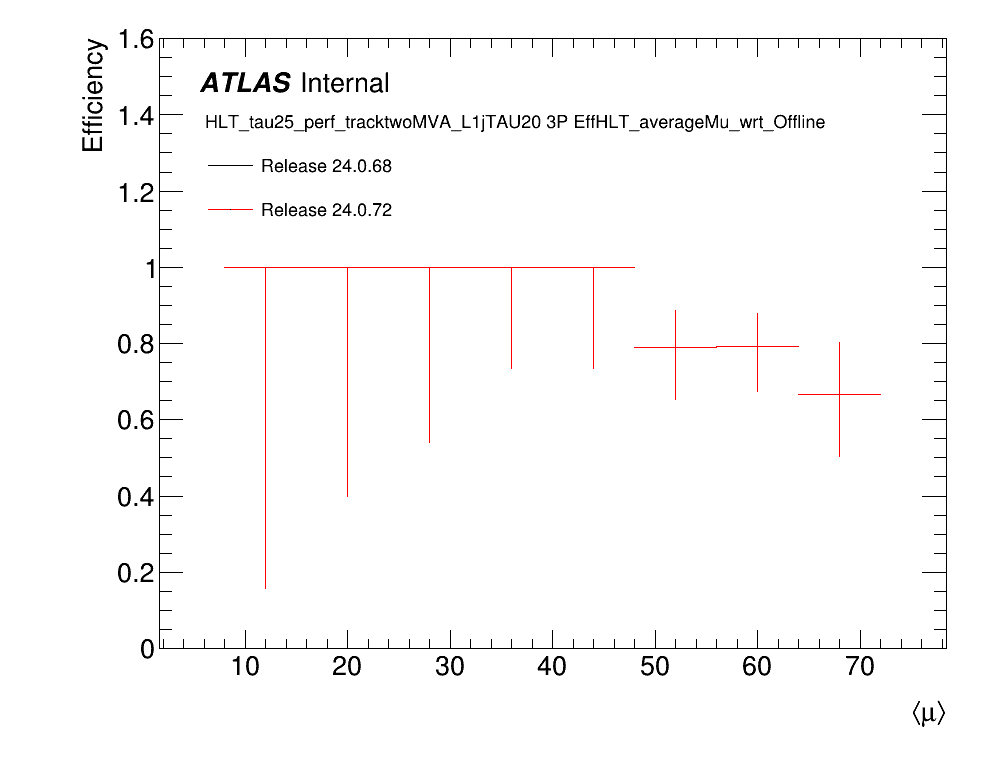 1.6
1.4
1.2
1
0.8
0.6
0.4
0.2
0
Efficiency
ATLAS Internal
HLT_tau25_perf_tracktwoMVA_L1jTAU20 3P EffHLT_averageMu_wrt_Offline
Release 24.0.68
Release 24.0.72
10 20 30 40 50 60 70
⟨μ⟩